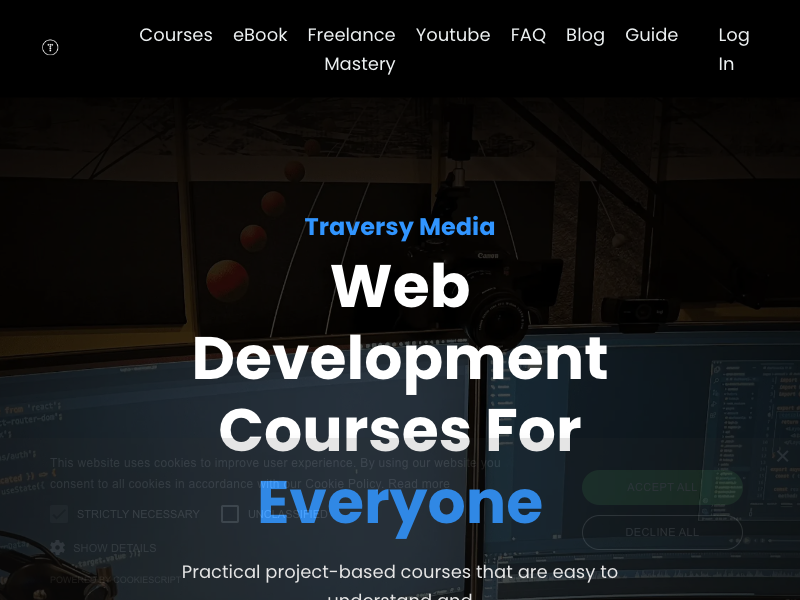 T
Courses eBook Freelance Youtube FAQ Blog Guide Log
Mastery In
Canon
Traversy Media
Web
Development
Courses For
Everyone
This website uses cookies to improve user experience. By using our website you
consent to all cookies in accordance with our Cookie Policy. Read more
STRICTLY NECESSARY UNCLASSIFIED
SHOW DETAILS
POWERED BY COOKIESCRIPT
ACCEPT ALL
DECLINE ALL
Practical project-based courses that are easy to
understand and